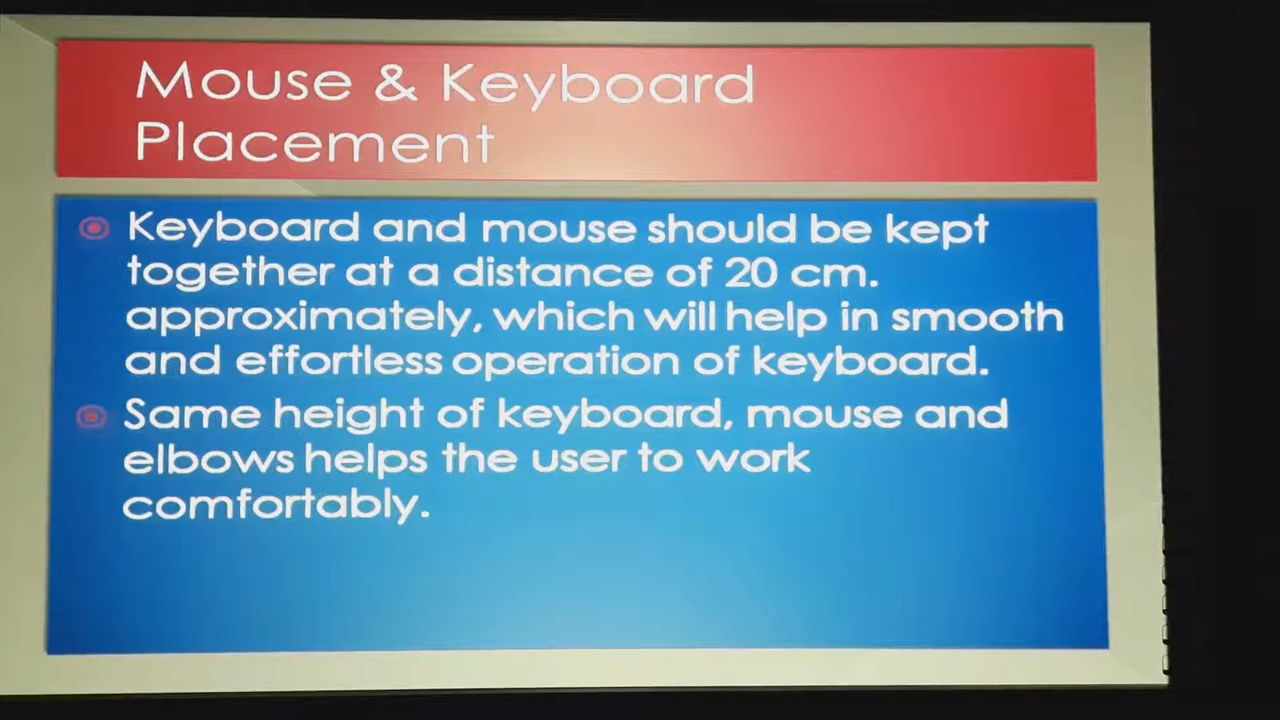 Mouse & Keyboard
Placement
Keyboard and mouse should be kept
together at a distance of 20 cm.
approximately, which will help in smooth
and effortless operation of keyboard.
Same height of keyboard, mouse and
elbows helps the user to work
comfortably.